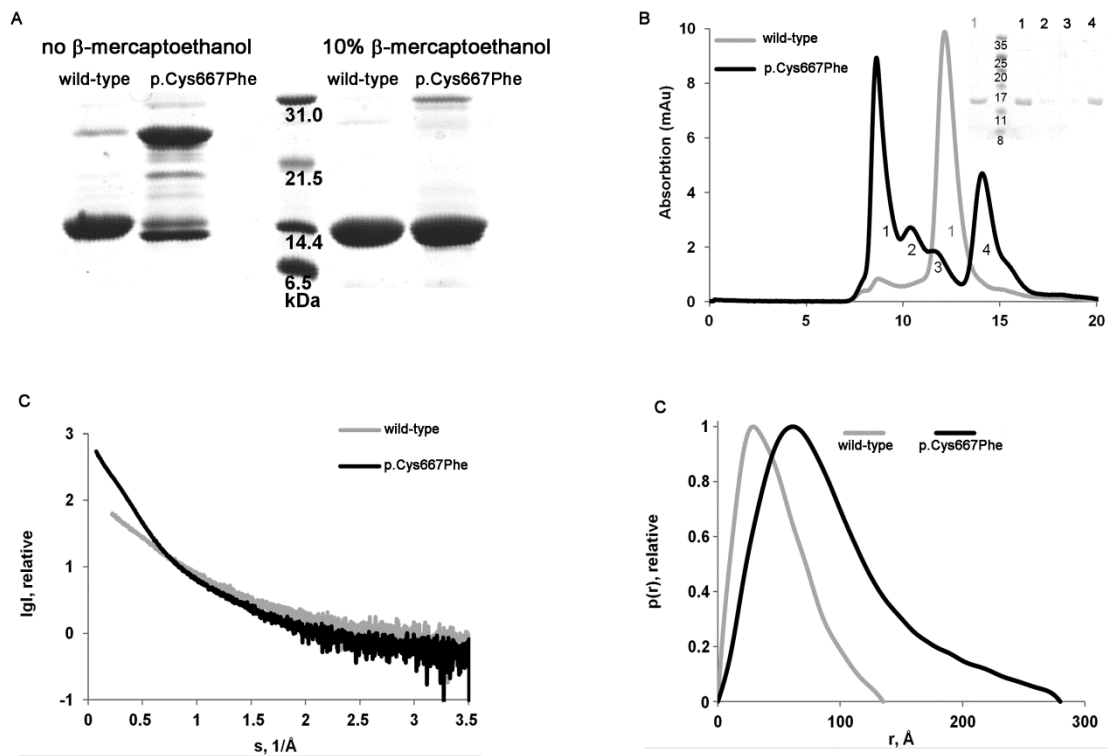 A
no β-mercaptoethanol
10% β-mercaptoethanol
wild-type
p.Cys667Phe
wild-type
p.Cys667Phe
31.0
21.5
14.4
6.5
kDa
B
wild-type
p.Cys667Phe
1
1 2 3 4
35
25
20
17
11
8
Absorbtion (mAu)
10
8
6
4
2
0
1
2
3
1
4
0 5 10 15 20
C
wild-type
p.Cys667Phe
lgI, relative
3
2
1
0
-1
0 0.5 1 1.5 2 2.5 3 3.5
s, 1/Å
C
wild-type
p.Cys667Phe
p(r), relative
1
0.8
0.6
0.4
0.2
0
0 100 200 300
r, Å